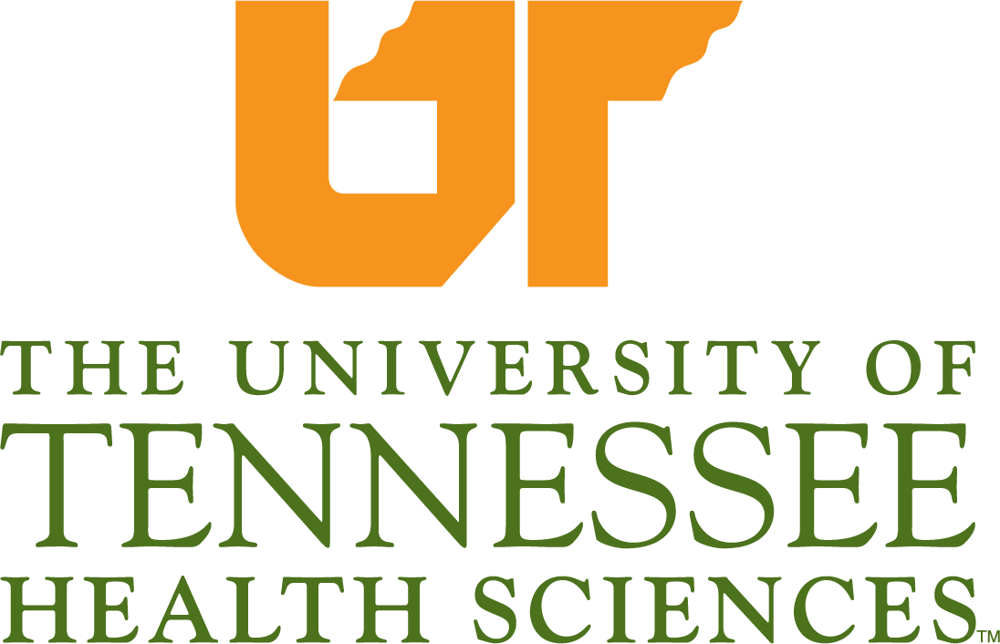 UT
THE UNIVERSITY OF
TENNESSEE
HEALTH SCIENCES™